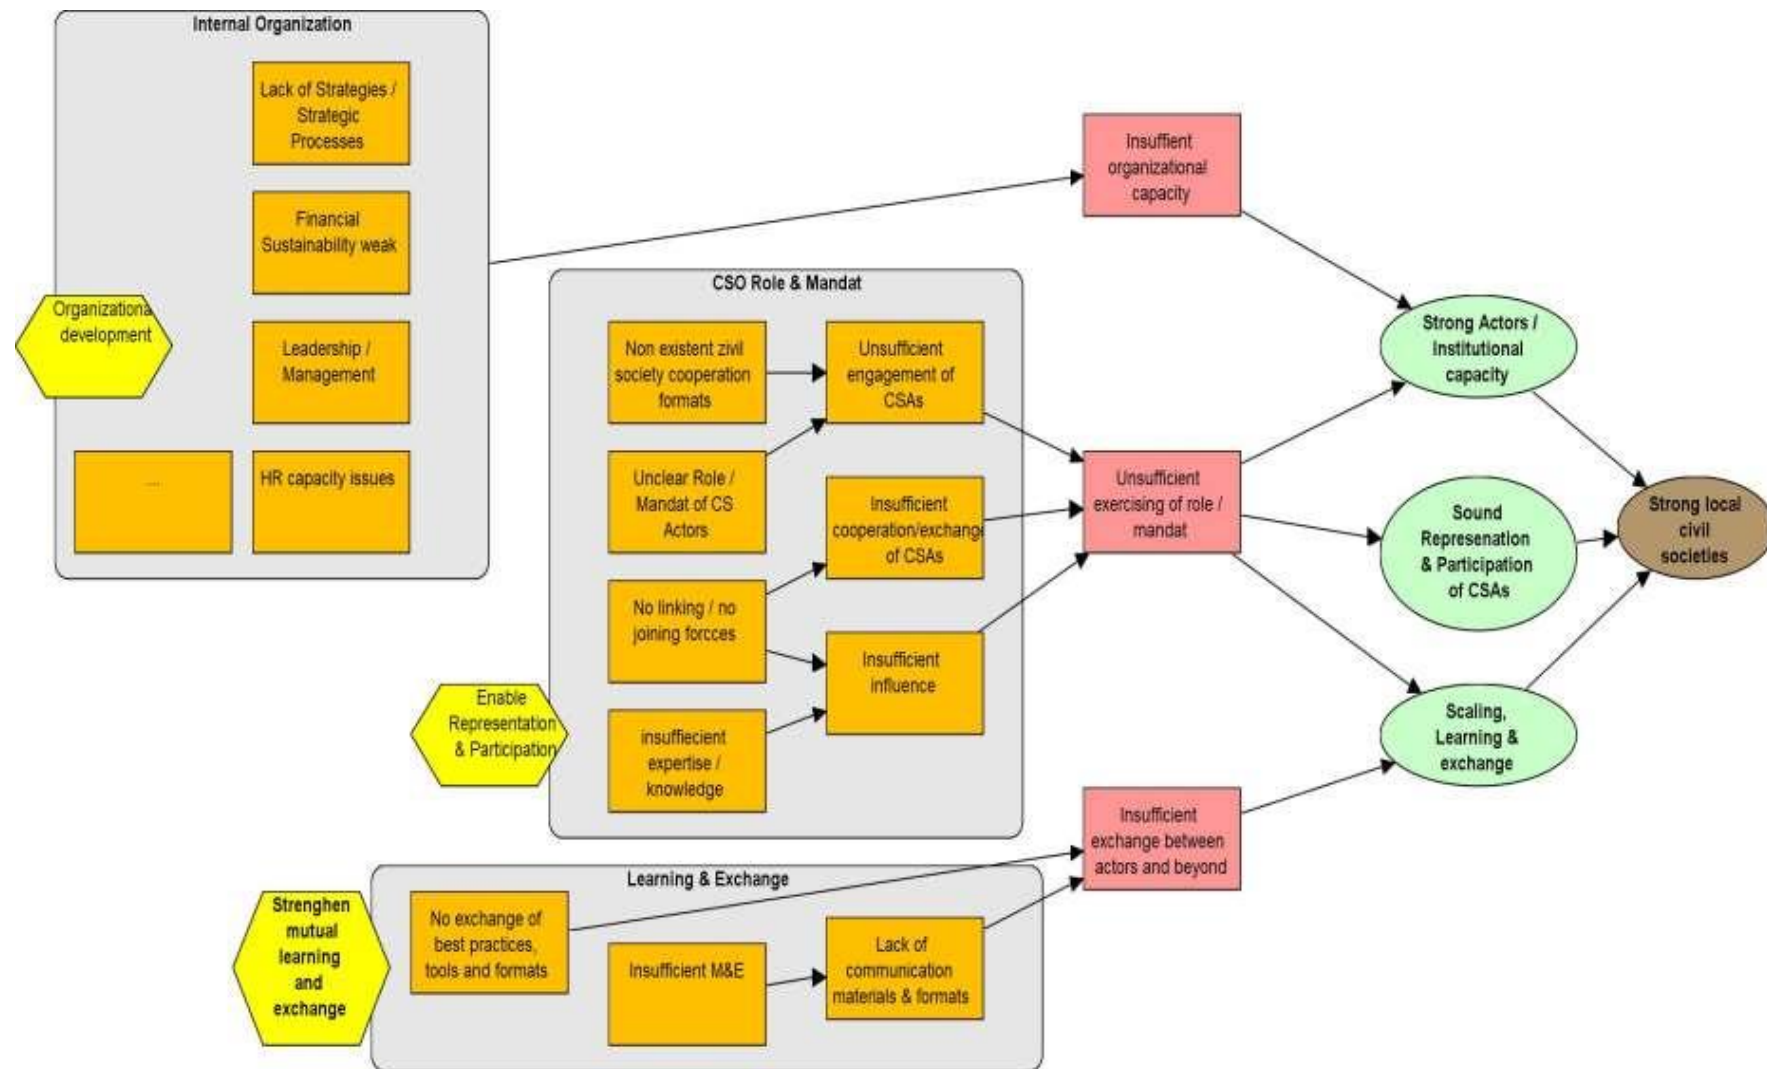 Internal Organization
Lack of Strategies /
Strategic
Processes
Financial
Sustainability weak
Organizationa
development
Leadership /
Management
....
HR capacity issues
Insuffient
organizational
capacity
CSO Role & Mandat
Non existent zivil
society cooperation
formats
Unsufficient
engagement of
CSAs
Unclear Role /
Mandat of CS
Actors
Insufficient
cooperation/exchange
of CSAs
No linking / no
joining forcces
Insufficient
influence
Enable
Representation
& Participation
insuffiecient
expertise /
knowledge
Unsufficient
exercising of role /
mandat
Strong Actors /
Institutional
capacity
Sound
Represenation
& Participation
of CSAs
Strong local
civil
societies
Scaling,
Learning &
exchange
Insufficient
exchange between
actors and beyond
Learning & Exchange
Strenghen
mutual
learning
and
exchange
No exchange of
best practices,
tools and formats
Insufficient M&E
Lack of
communication
materials & formats